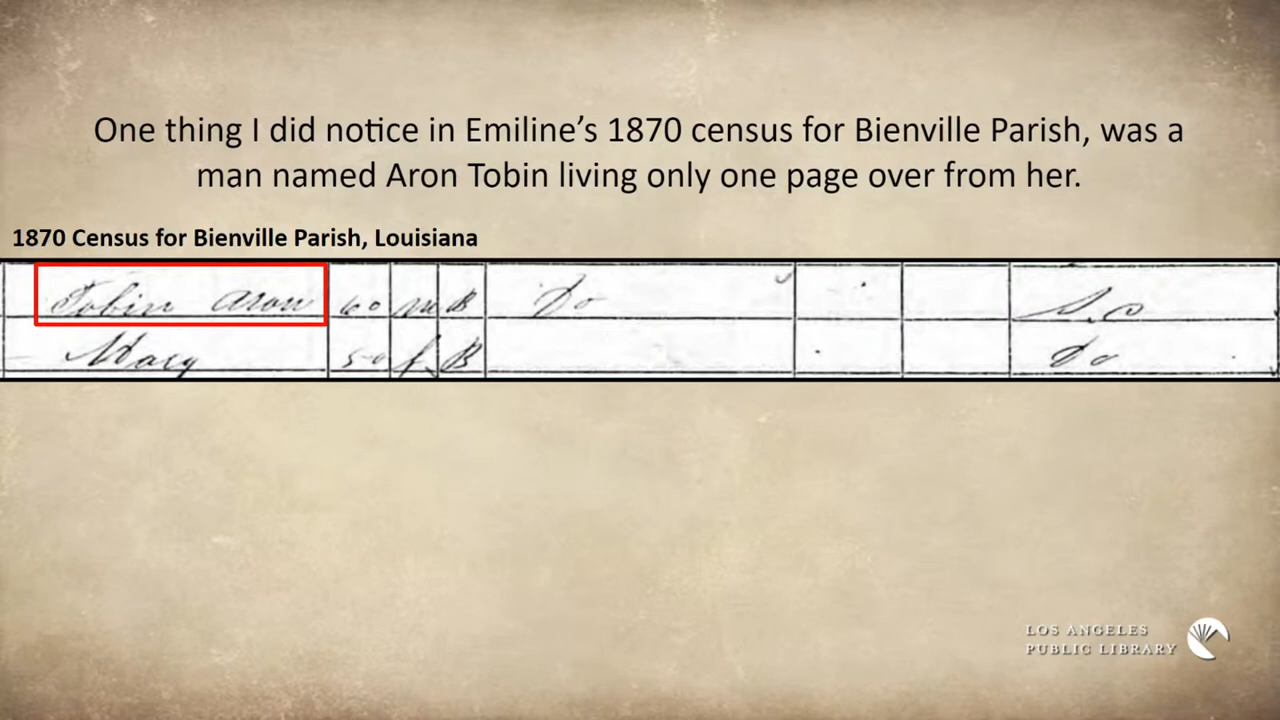 One thing I did notice in Emiline’s 1870 census for Bienville Parish, was a
man named Aron Tobin living only one page over from her.
1870 Census for Bienville Parish, Louisiana
Tobin Aron 60 m B Do S.C
Mary 50 f B Do
LOS ANGELES
PUBLIC LIBRARY